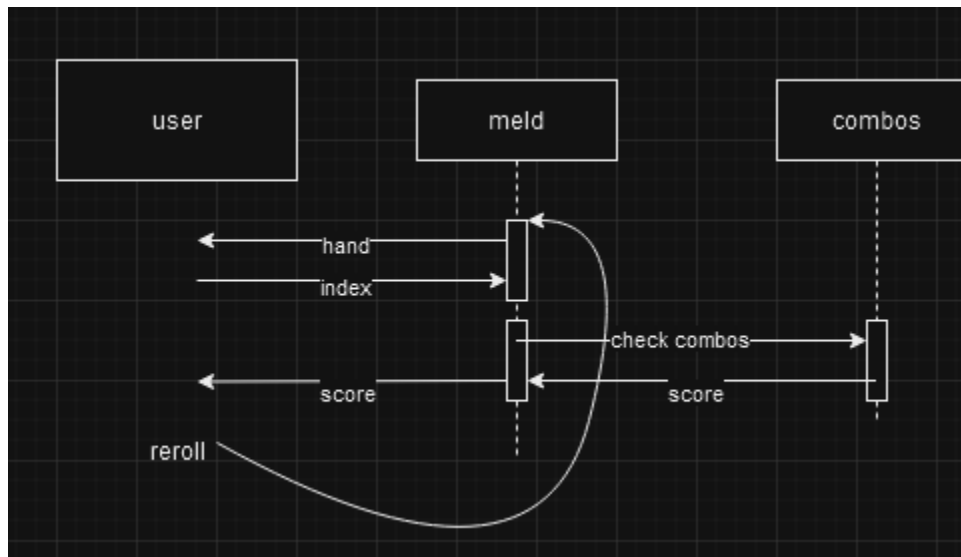 user
meld
combos
hand
index
check combos
score
score
reroll